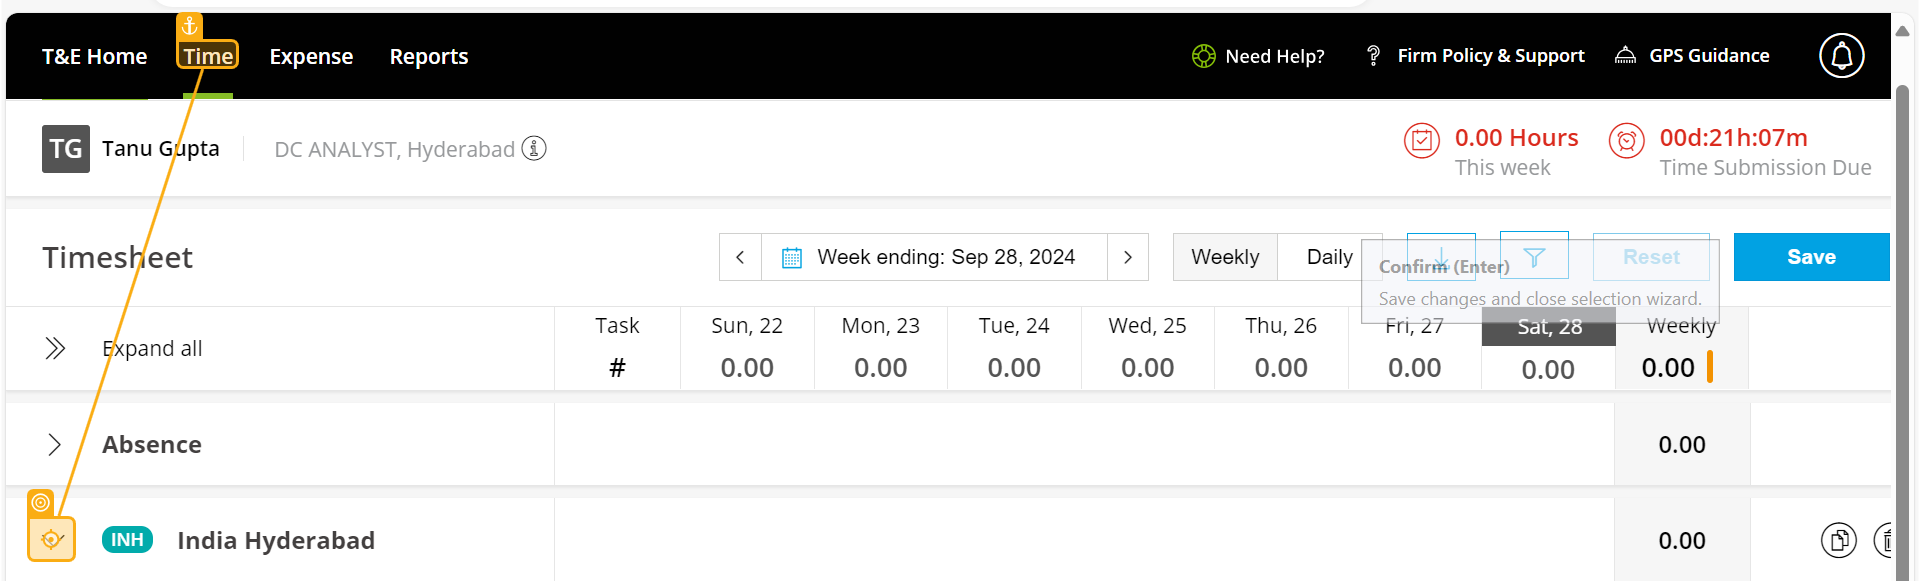 T&E Home Time Expense Reports Need Help? Firm Policy & Support GPS Guidance
TG Tanu Gupta DC ANALYST, Hyderabad 0.00 Hours 00d:21h:07m
This week Time Submission Due
Timesheet Week ending: Sep 28, 2024 Weekly Daily Reset Save
Confirm (Enter)
Save changes and close selection wizard.
Expand all Task Sun, 22 Mon, 23 Tue, 24 Wed, 25 Thu, 26 Fri, 27 Sat, 28 Weekly
# 0.00 0.00 0.00 0.00 0.00 0.00 0.00 0.00
Absence 0.00
INH India Hyderabad 0.00